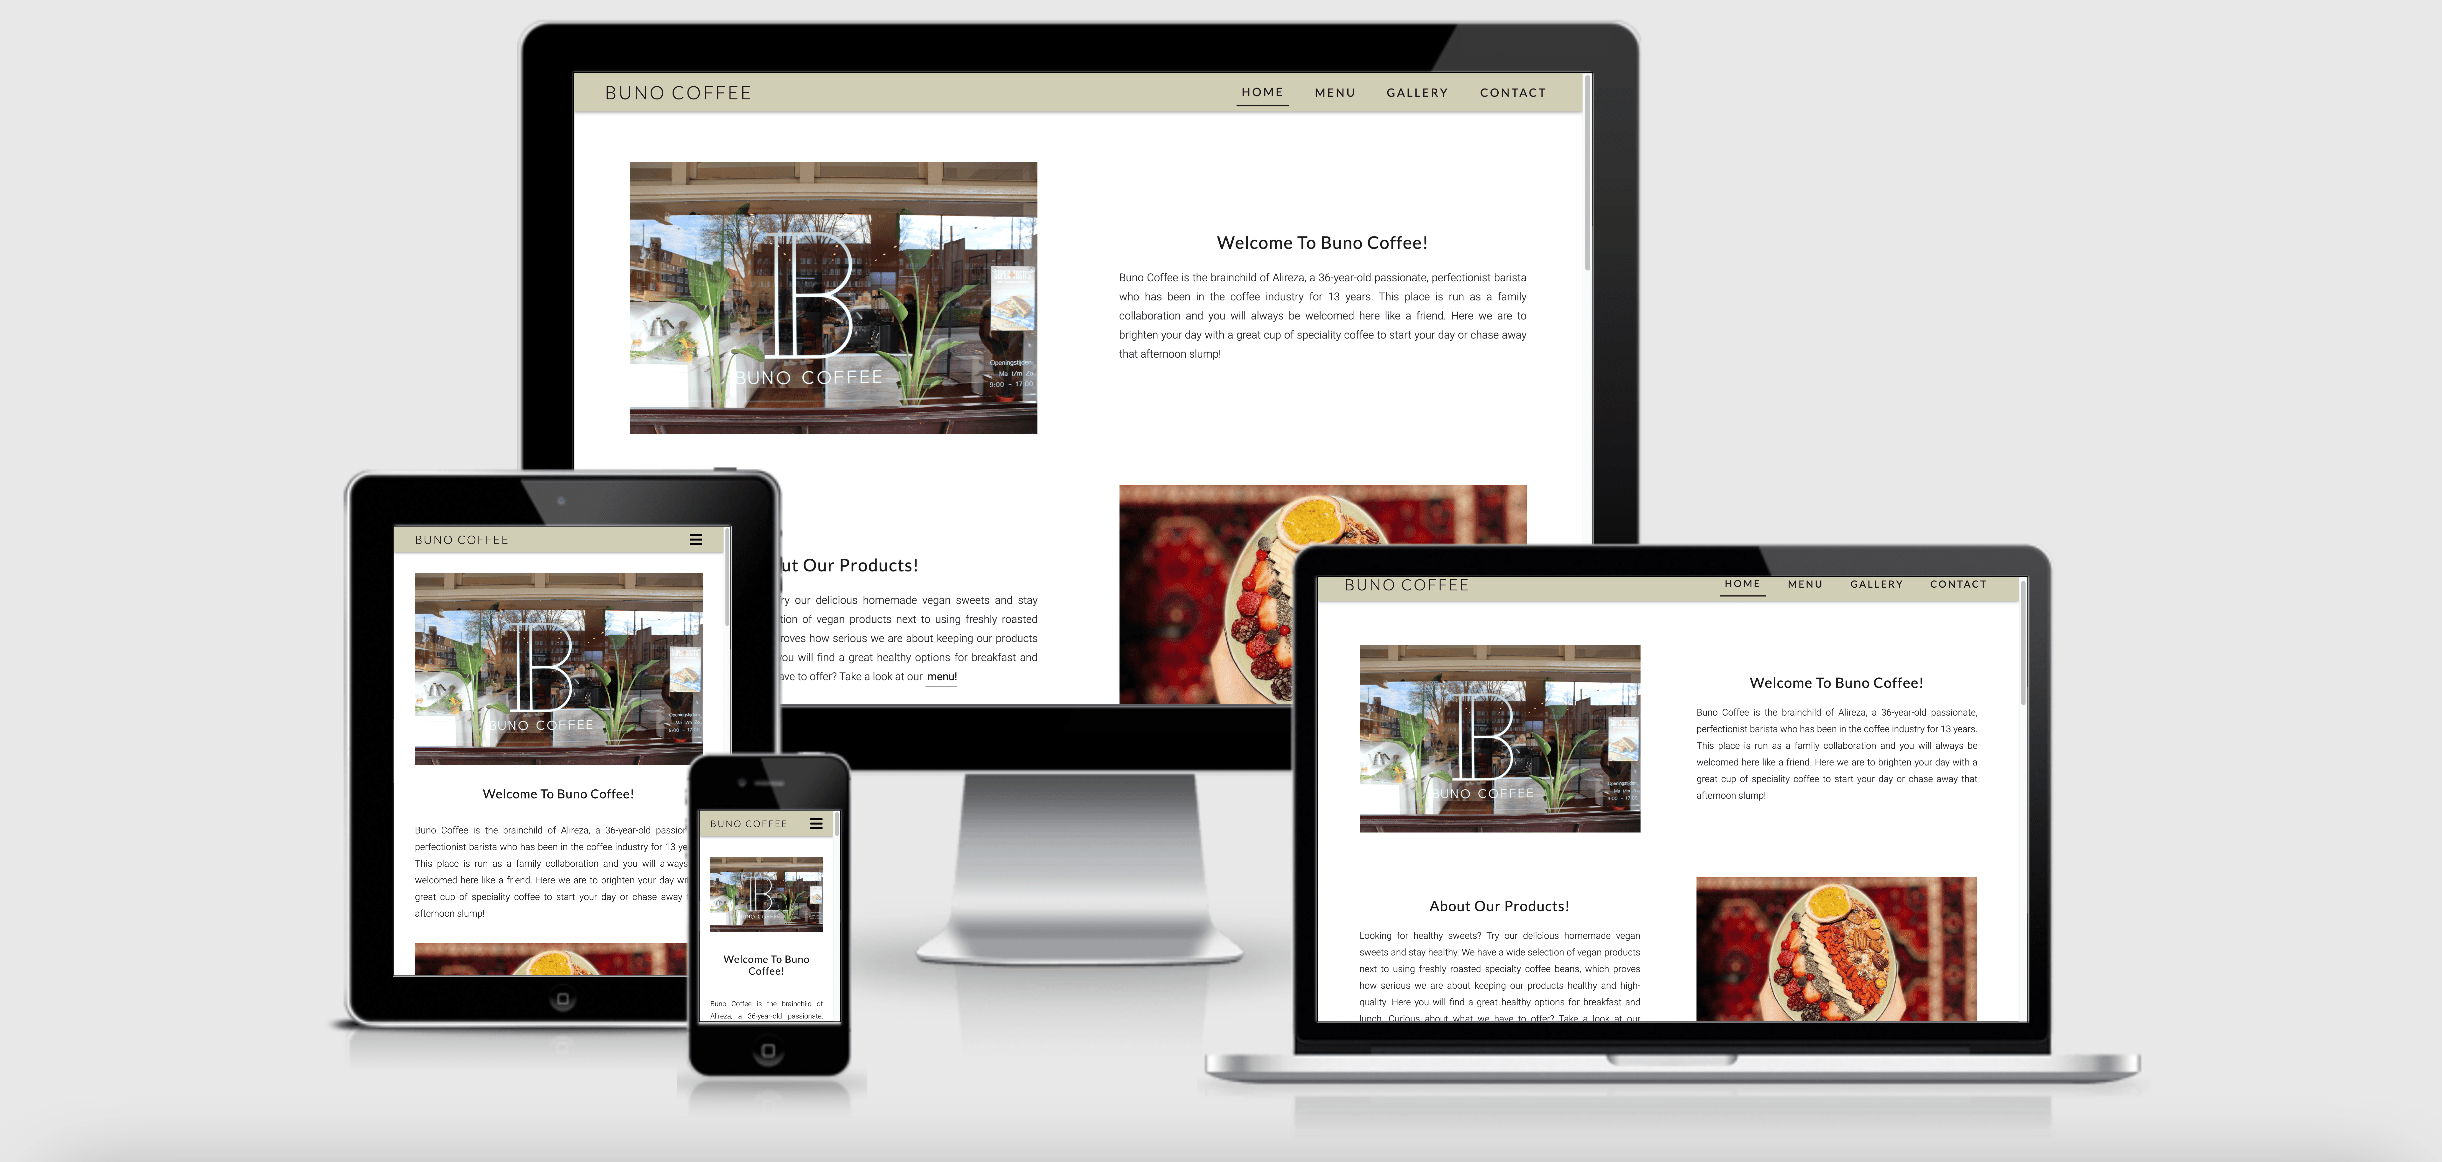 BUNO COFFEE
HOME MENU GALLERY CONTACT
B
BUNO COFFEE
Openingstijden
Ma t/m Zo
9:00 - 17:00
Welcome To Buno Coffee!
Buno Coffee is the brainchild of Alireza, a 36-year-old passionate, perfectionist barista
who has been in the coffee industry for 13 years. This place is run as a family
collaboration and you will always be welcomed here like a friend. Here we are to
brighten your day with a great cup of speciality coffee to start your day or chase away
that afternoon slump!
ut Our Products!
ry our delicious homemade vegan sweets and stay
tion of vegan products next to using freshly roasted
roves how serious we are about keeping our products
you will find a great healthy options for breakfast and
ave to offer? Take a look at our menu!
BUNO COFFEE
B
BUNO COFFEE
Welcome To Buno Coffee!
Buno Coffee is the brainchild of Alireza, a 36-year-old passior
perfectionist barista who has been in the coffee industry for 13 ye
This place is run as a family collaboration and you will always
welcomed here like a friend. Here we are to brighten your day wi
great cup of speciality coffee to start your day or chase away
afternoon slump!
BUNO COFFEE
B
BUNO COFFEE
Welcome To Buno
Coffee!
Buno Coffee is the brainchild of
Alireza, a 36-year-old passionate,
BUNO COFFEE
HOME MENU GALLERY CONTACT
B
BUNO COFFEE
Welcome To Buno Coffee!
Buno Coffee is the brainchild of Alireza, a 36-year-old passionate,
perfectionist barista who has been in the coffee industry for 13 years.
This place is run as a family collaboration and you will always be
welcomed here like a friend. Here we are to brighten your day with a
great cup of speciality coffee to start your day or chase away that
afternoon slump!
About Our Products!
Looking for healthy sweets? Try our delicious homemade vegan
sweets and stay healthy. We have a wide selection of vegan products
next to using freshly roasted specialty coffee beans, which proves
how serious we are about keeping our products healthy and high-
quality. Here you will find a great healthy options for breakfast and
lunch. Curious about what we have to offer? Take a look at our